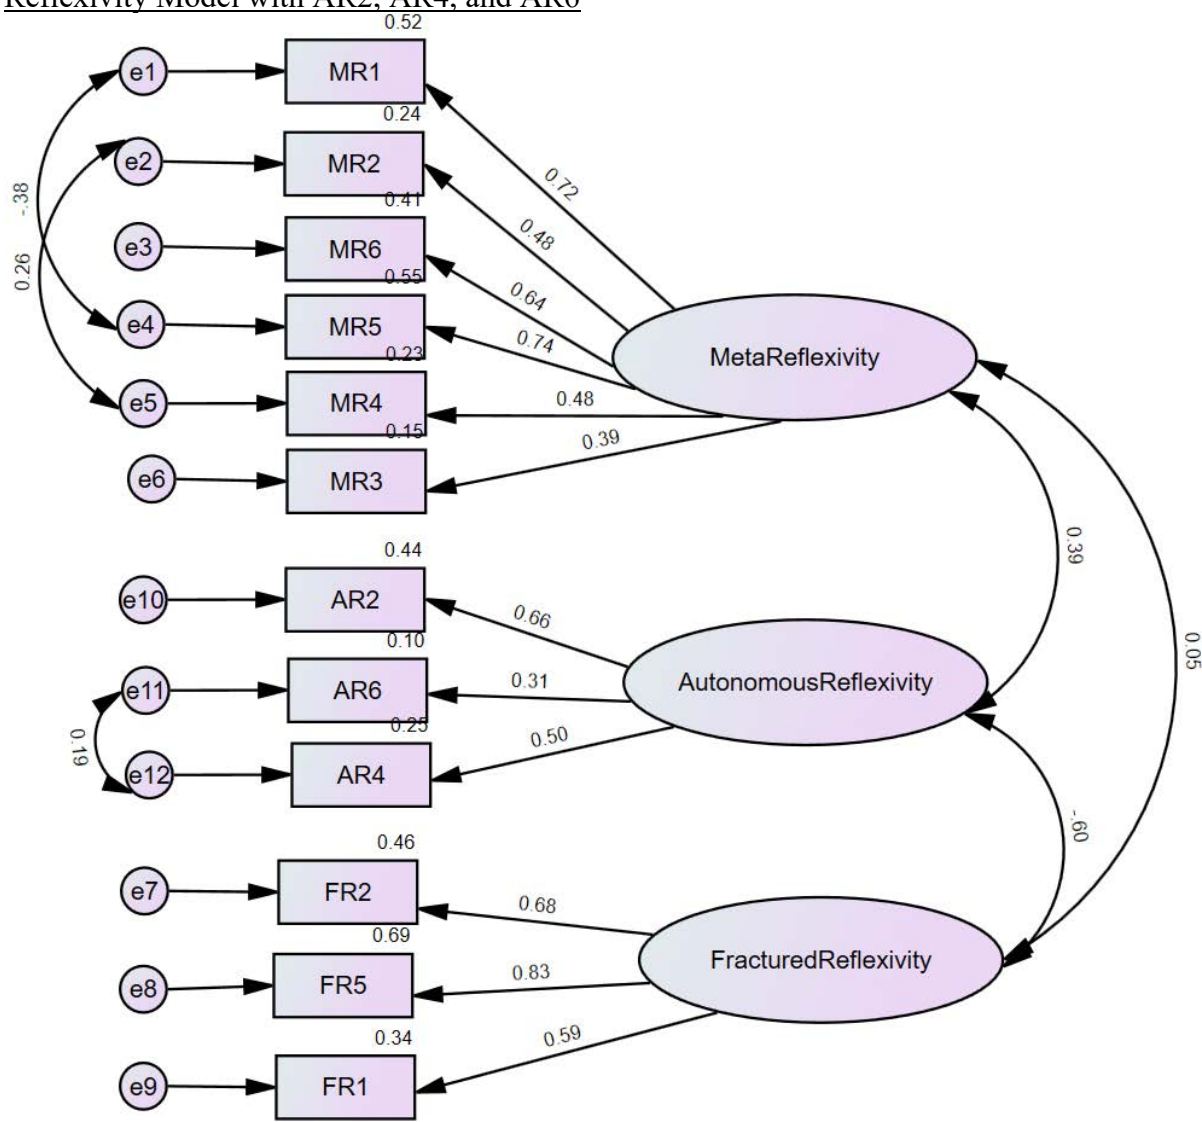 Reflexivity Model with AR2, AR4, and AR6
0.52
e1 MR1
0.24
e2 MR2
0.41
e3 MR6
0.55
e4 MR5
0.23
e5 MR4
0.15
e6 MR3
-.38
0.26
0.72
0.48
0.64
0.74
0.48
0.39
MetaReflexivity
0.44
e10 AR2
0.10
e11 AR6
0.25
e12 AR4
0.19
0.66
0.31
0.50
AutonomousReflexivity
0.39
0.05
-.60
0.46
e7 FR2
0.69
e8 FR5
0.34
e9 FR1
0.68
0.83
0.59
FracturedReflexivity